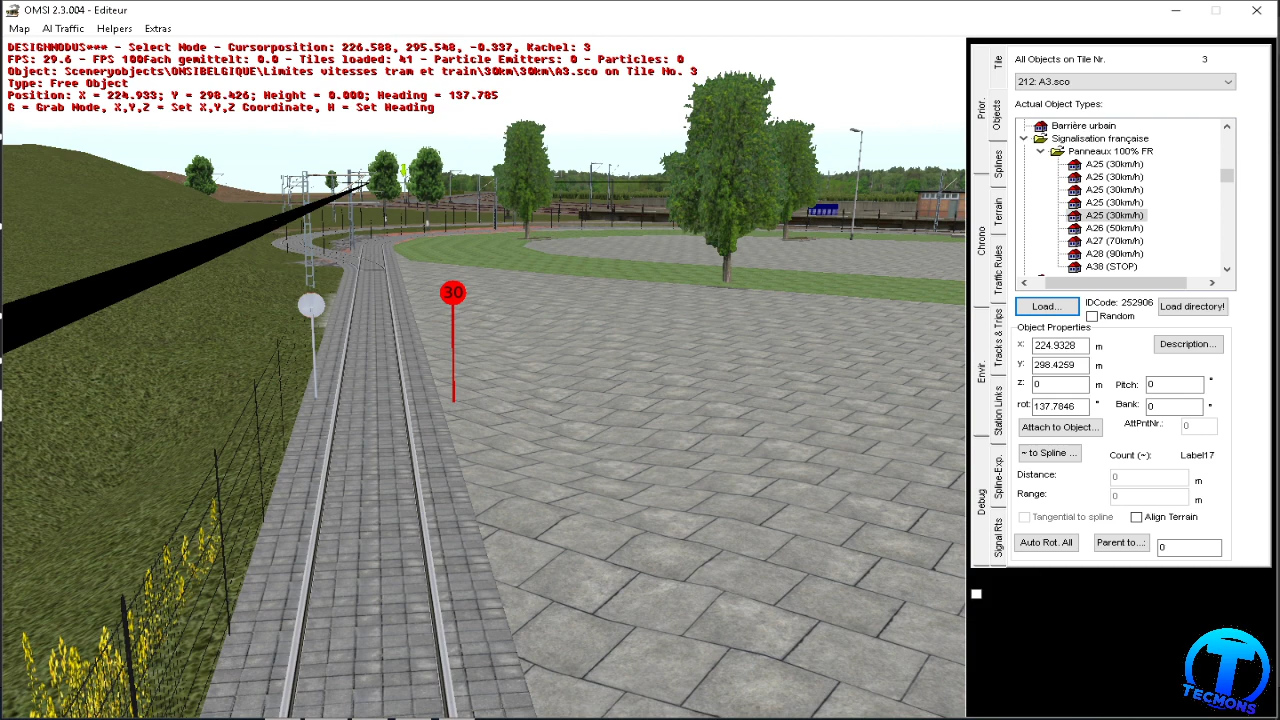 OMSI 2.3.004 - Editeur
Map AI Traffic Helpers Extras
DESIGNMODUS*** - Select Mode - Cursorposition: 226.588, 295.548, -0.337, Kachel: 3
FPS: 29.6 - FPS 100Fach gemittelt: 0.0 - Tiles loaded: 41 - Particle Emitters: 0 - Particles: 0
Object: Sceneryobjects\OMSIBELGIQUE\Limites vitesses tram et train\30km\30km\A3.sco on Tile No. 3
Type: Free Object
Position: X = 224.933; Y = 298.426; Height = 0.000; Heading = 137.785
G = Grab Mode, X,Y,Z = Set X,Y,Z Coordinate, H = Set Heading
30
Prior.
Chrono
Envir.
Debug
Tile
Objects
Splines
Terrain
Traffic Rules
Tracks & Trips
Station Links
Spline-Exp.
Signal Rts
All Objects on Tile Nr. 3
212: A3.sco
Actual Object Types:
Barrière urbain
Signalisation française
Panneaux 100% FR
A25 (30km/h)
A25 (30km/h)
A25 (30km/h)
A25 (30km/h)
A25 (30km/h)
A26 (50km/h)
A27 (70km/h)
A28 (90km/h)
A38 (STOP)
Load... IDCode: 252906 Load directory!
Random
Object Properties
x: 224.9328 m Description...
y: 298.4259 m
z: 0 m Pitch: 0 °
rot: 137.7846 ° Bank: 0 °
Attach to Object... AttPntNr.: 0
~ to Spline ... Count (~): Label17
Distance: 0 m
Range: 0 m
Tangential to spline Align Terrain
Auto Rot. All Parent to...: 0
TECMONS